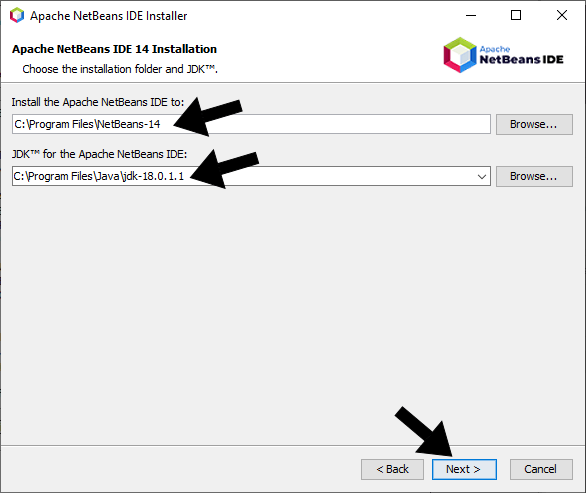 Apache NetBeans IDE Installer
Apache NetBeans IDE 14 Installation
Choose the installation folder and JDK™.
Apache
NetBeans IDE
Install the Apache NetBeans IDE to:
C:\Program Files\NetBeans-14
Browse...
JDK™ for the Apache NetBeans IDE:
C:\Program Files\Java\jdk-18.0.1.1
Browse...
< Back
Next >
Cancel